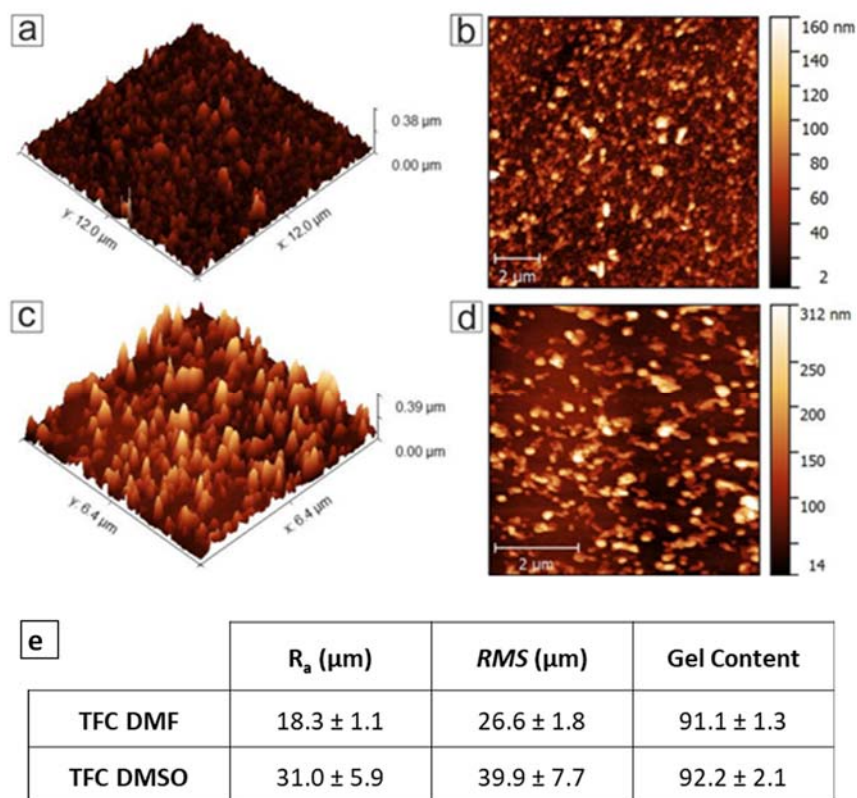 a
0.38 µm
0.00 µm
y: 12.0 µm
x: 12.0 µm
b
160 nm
140
120
100
80
60
40
2
2 µm
c
0.39 µm
0.00 µm
y: 6.4 µm
x: 6.4 µm
d
312 nm
250
200
150
100
14
2 µm
e
Rₐ (µm) RMS (µm) Gel Content
TFC DMF 18.3 ± 1.1 26.6 ± 1.8 91.1 ± 1.3
TFC DMSO 31.0 ± 5.9 39.9 ± 7.7 92.2 ± 2.1